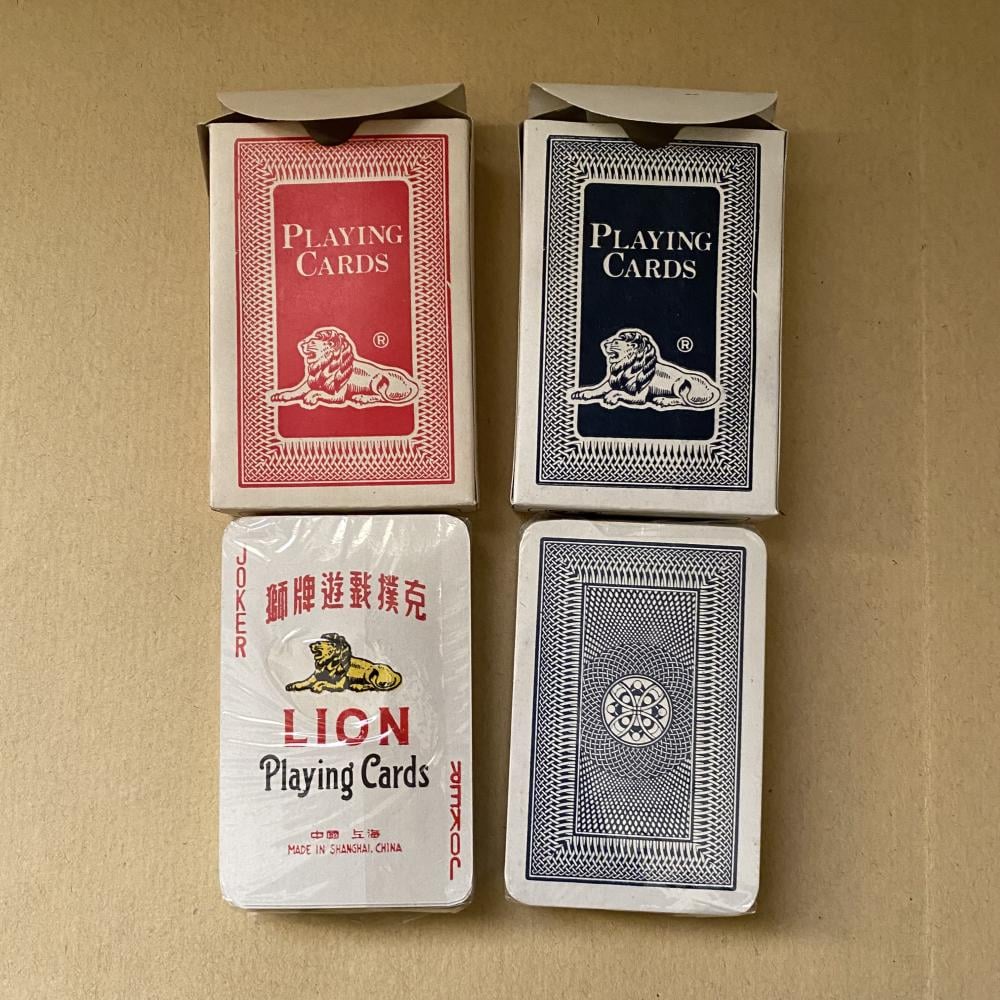 PLAYING
CARDS
®
PLAYING
CARDS
®
JOKER
獅牌遊戲撲克
LION
Playing Cards
中國 上海
MADE IN SHANGHAI, CHINA
JOKER